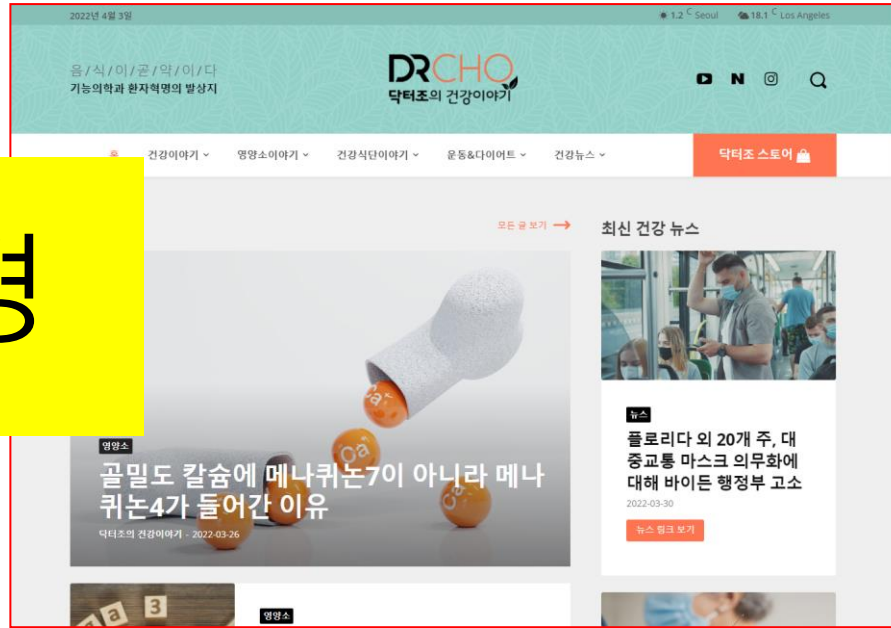 2022년 4월 3일
1.2 C Seoul 18.1 C Los Angeles
음/식/이/곧/약/이/다
기능의학과 환자혁명의 발상지
DRCHO
닥터조의 건강이야기
N
홈 건강이야기 영양소이야기 건강식단이야기 운동&다이어트 건강뉴스 닥터조 스토어
모든 글 보기
최신 건강 뉴스
Ca
Ca
Ca
Ca
영양소
골밀도 칼슘에 메나퀴논7이 아니라 메나
퀴논4가 들어간 이유
닥터조의 건강이야기 - 2022-03-26
뉴스
플로리다 외 20개 주, 대
중교통 마스크 의무화에
대해 바이든 행정부 고소
2022-03-30
뉴스 링크 보기
a 3
영양소